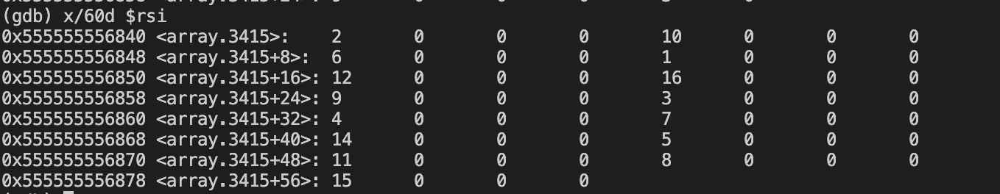 (gdb) x/60d $rsi
0x555555556840 <array.3415>: 2 0 0 0 10 0 0 0
0x555555556848 <array.3415+8>: 6 0 0 0 1 0 0 0
0x555555556850 <array.3415+16>: 12 0 0 0 16 0 0 0
0x555555556858 <array.3415+24>: 9 0 0 0 3 0 0 0
0x555555556860 <array.3415+32>: 4 0 0 0 7 0 0 0
0x555555556868 <array.3415+40>: 14 0 0 0 5 0 0 0
0x555555556870 <array.3415+48>: 11 0 0 0 8 0 0 0
0x555555556878 <array.3415+56>: 15 0 0 0